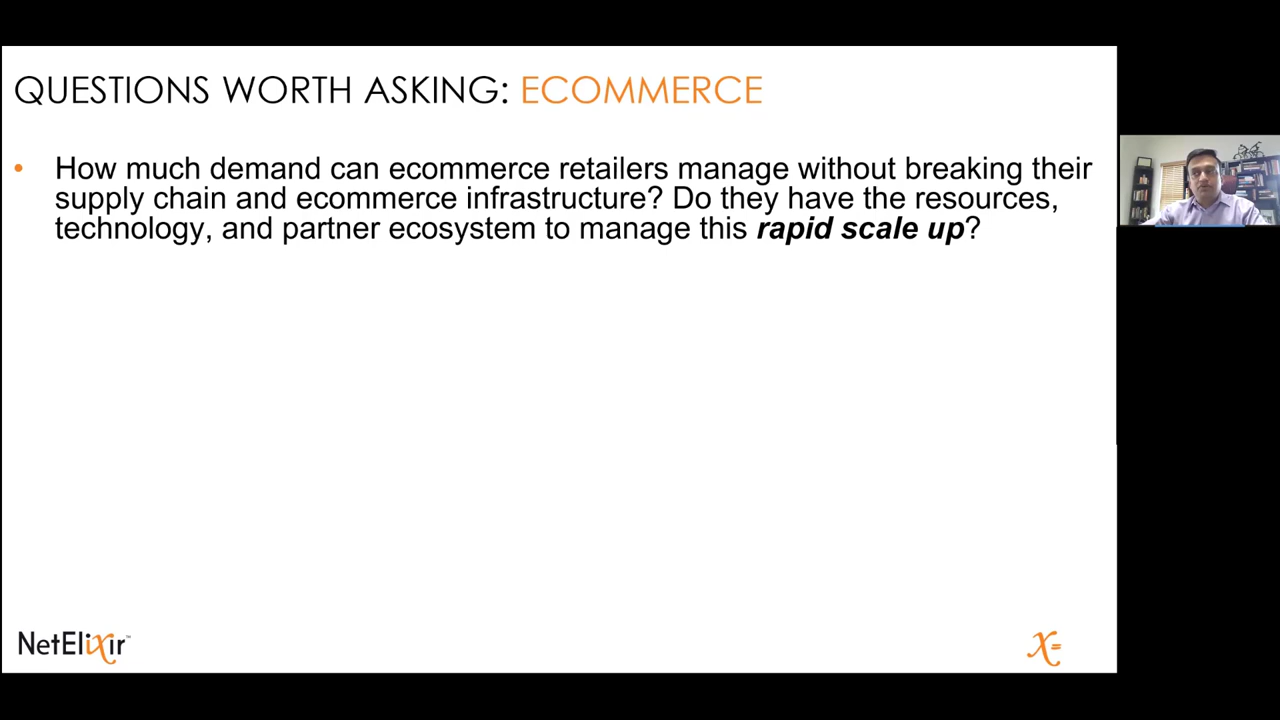 QUESTIONS WORTH ASKING: ECOMMERCE
• How much demand can ecommerce retailers manage without breaking their
supply chain and ecommerce infrastructure? Do they have the resources,
technology, and partner ecosystem to manage this rapid scale up?
NetElixir™
X=